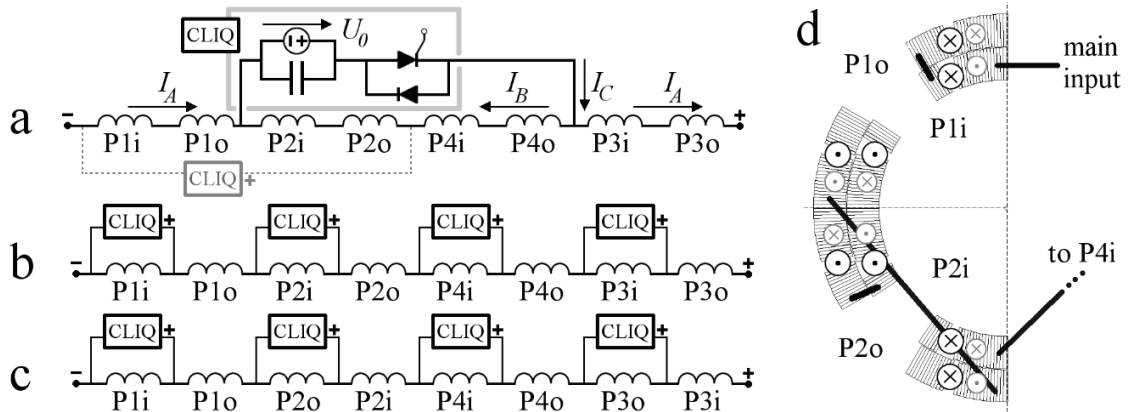 a
CLIQ
U0
IA
IB
IC
IA
- P1i P1o P2i P2o P4i P4o P3i P3o +
CLIQ +
b
CLIQ + CLIQ + CLIQ + CLIQ +
- P1i P1o P2i P2o P4i P4o P3i P3o +
c
CLIQ + CLIQ + CLIQ + CLIQ +
- P1i P1o P2o P2i P4i P4o P3o P3i +
d
P1o
main
input
P1i
P2i
to P4i
P2o